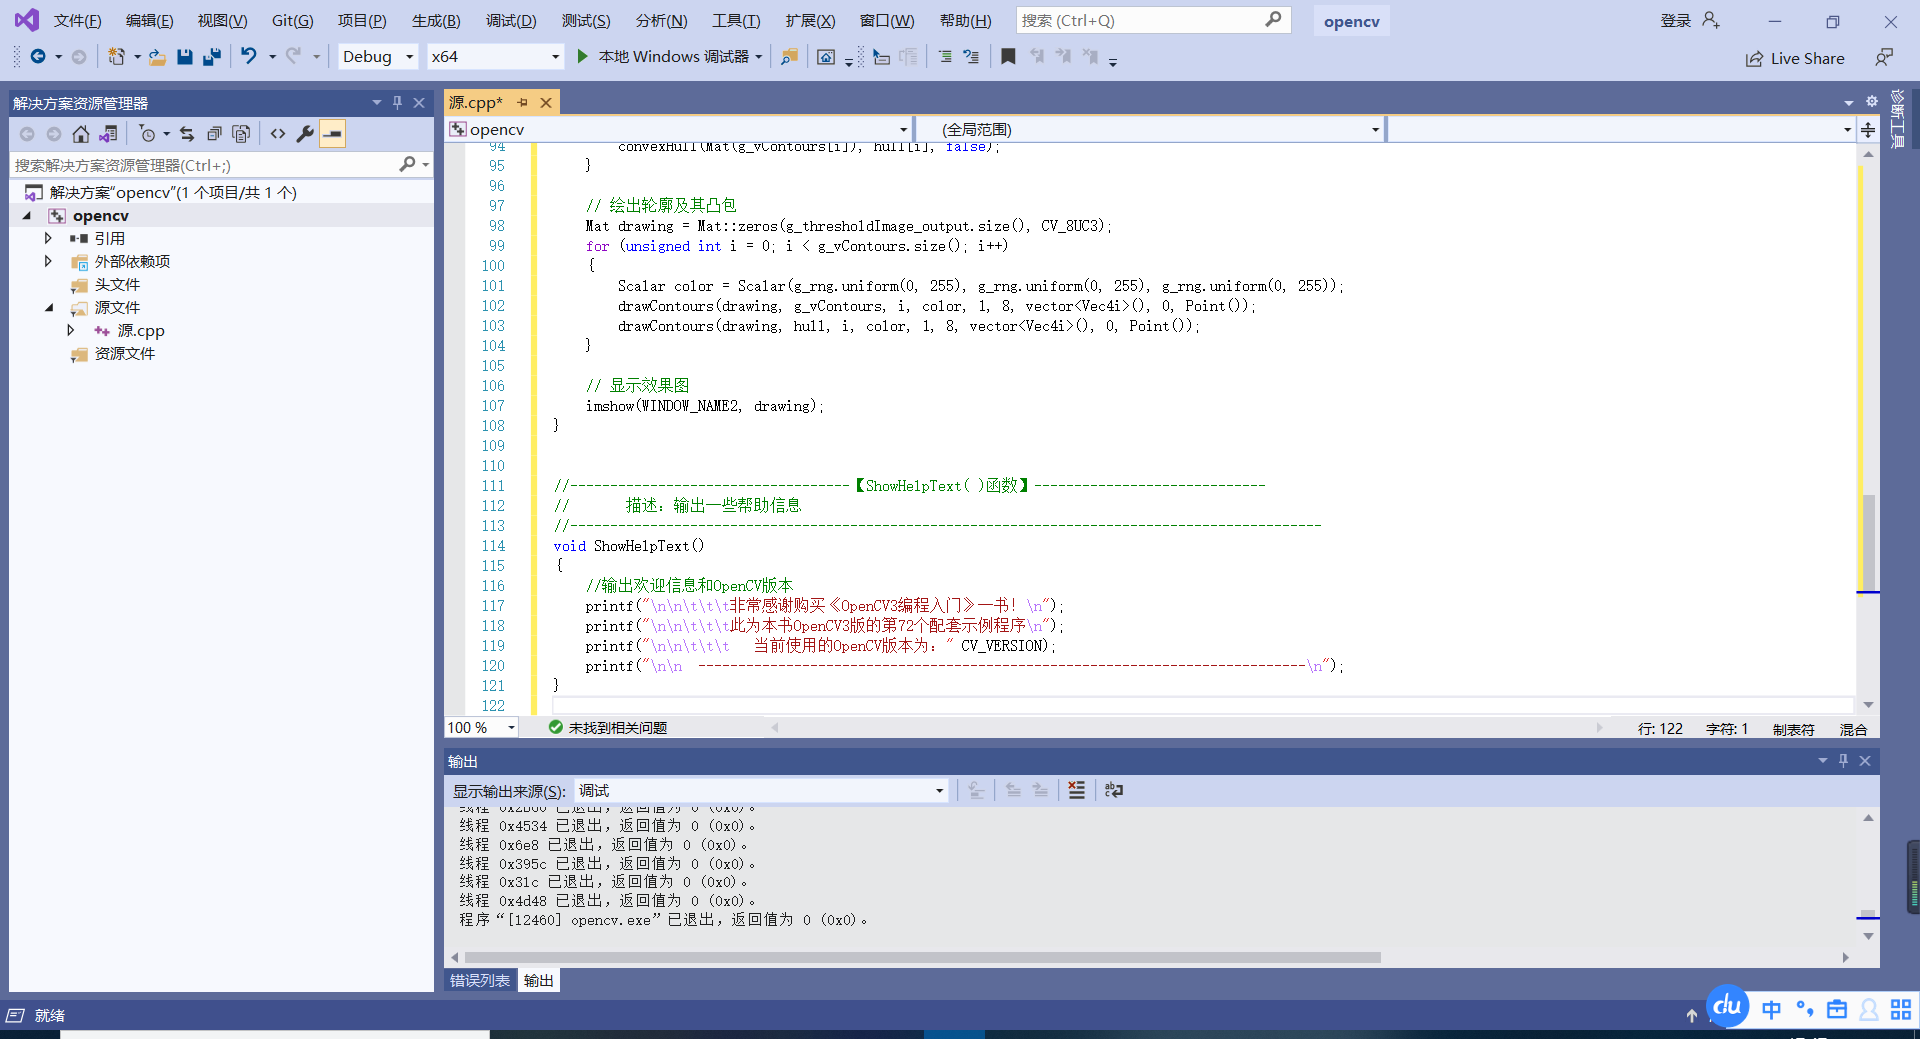 文件(F) 编辑(E) 视图(V) Git(G) 项目(P) 生成(B) 调试(D) 测试(S) 分析(N) 工具(T) 扩展(X) 窗口(W) 帮助(H) 搜索 (Ctrl+Q) opencv 登录
Debug x64 本地 Windows 调试器 Live Share
解决方案资源管理器
搜索解决方案资源管理器(Ctrl+;)
解决方案"opencv"(1 个项目/共 1 个)
opencv
引用
外部依赖项
头文件
源文件
源.cpp
资源文件
源.cpp*
opencv (全局范围)
94 convexHull(Mat(g_vContours[i]), hull[i], false);
95 }
96
97 // 绘出轮廓及其凸包
98 Mat drawing = Mat::zeros(g_thresholdImage_output.size(), CV_8UC3);
99 for (unsigned int i = 0; i < g_vContours.size(); i++)
100 {
101 Scalar color = Scalar(g_rng.uniform(0, 255), g_rng.uniform(0, 255), g_rng.uniform(0, 255));
102 drawContours(drawing, g_vContours, i, color, 1, 8, vector<Vec4i>(), 0, Point());
103 drawContours(drawing, hull, i, color, 1, 8, vector<Vec4i>(), 0, Point());
104 }
105
106 // 显示效果图
107 imshow(WINDOW_NAME2, drawing);
108 }
109
110
111 //-----------------------------------【ShowHelpText( )函数】-----------------------------
112 // 描述：输出一些帮助信息
113 //----------------------------------------------------------------------------------------------
114 void ShowHelpText()
115 {
116 //输出欢迎信息和OpenCV版本
117 printf("\n\n\t\t\t非常感谢购买《OpenCV3编程入门》一书！\n");
118 printf("\n\n\t\t\t此为本书OpenCV3版的第72个配套示例程序\n");
119 printf("\n\n\t\t\t 当前使用的OpenCV版本为：" CV_VERSION);
120 printf("\n\n ----------------------------------------------------------------------------\n");
121 }
122
100 % 未找到相关问题 行: 122 字符: 1 制表符 混合
输出
显示输出来源(S): 调试
线程 0x2b60 已退出，返回值为 0 (0x0)。
线程 0x4534 已退出，返回值为 0 (0x0)。
线程 0x6e8 已退出，返回值为 0 (0x0)。
线程 0x395c 已退出，返回值为 0 (0x0)。
线程 0x31c 已退出，返回值为 0 (0x0)。
线程 0x4d48 已退出，返回值为 0 (0x0)。
程序“[12460] opencv.exe”已退出，返回值为 0 (0x0)。
错误列表 输出
诊断工具
就绪
du 中